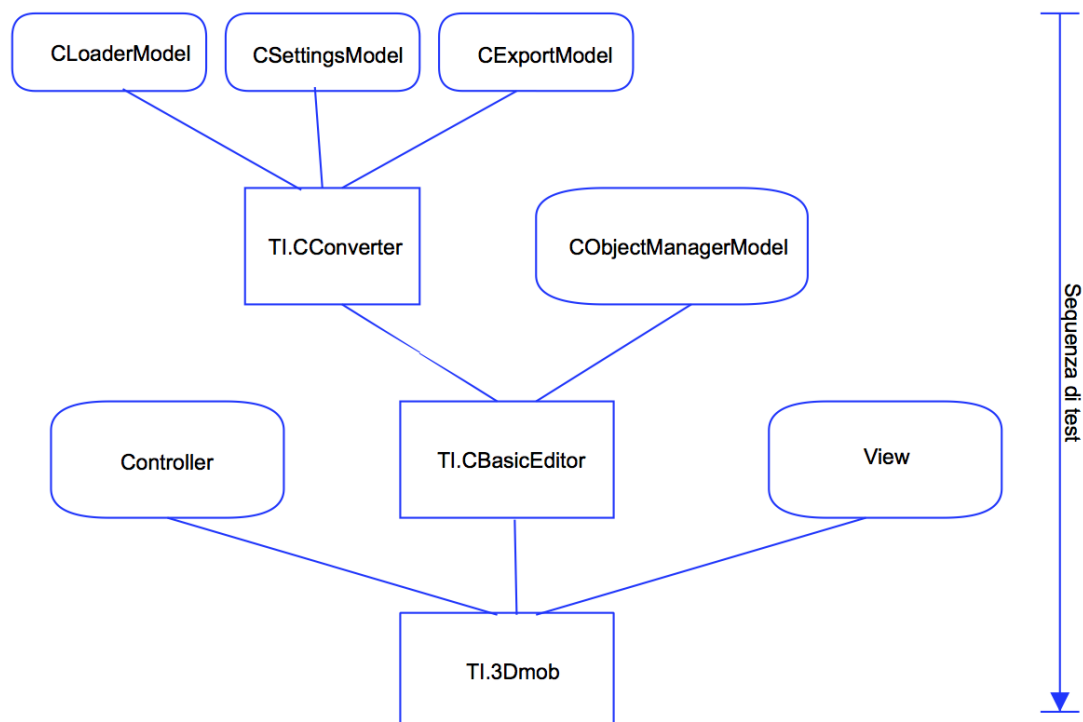 CLoaderModel
CSettingsModel
CExportModel
TI.CConverter
CObjectManagerModel
Sequenza di test
Controller
TI.CBasicEditor
View
TI.3Dmob